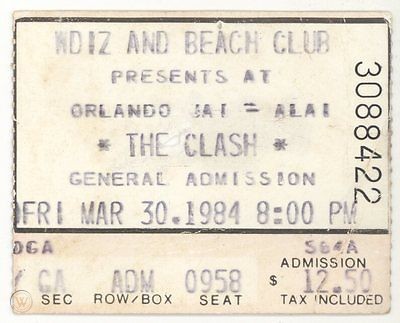 WDIZ AND BEACH CLUB
PRESENTS AT
ORLANDO JAI - ALAI
* THE CLASH *
GENERAL ADMISSION
FRI MAR 30.1984 8:00 PM
3088422
DGA S64A
GA ADM 0958 ADMISSION $ 12.50
SEC ROW/BOX SEAT TAX INCLUDED